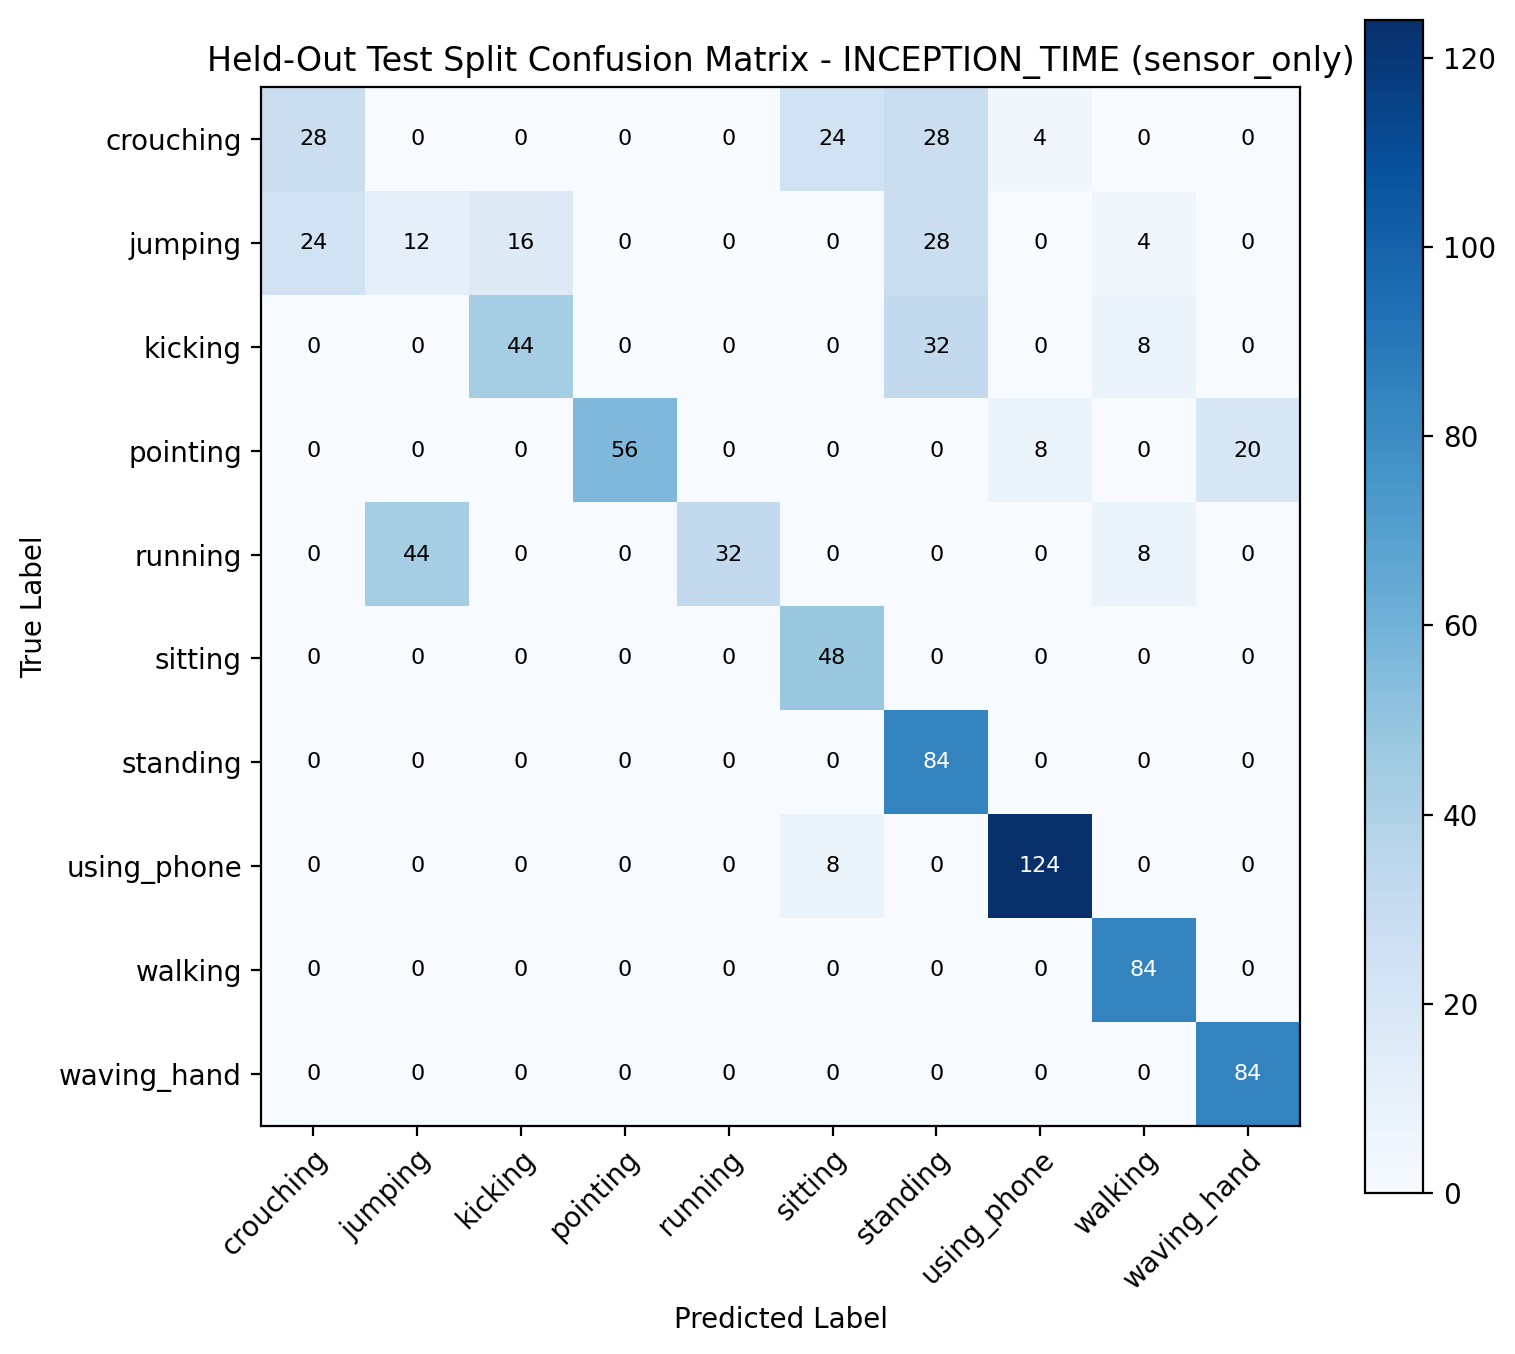 Held-Out Test Split Confusion Matrix - INCEPTION_TIME (sensor_only)
True Label
crouching 28 0 0 0 0 24 28 4 0 0
jumping 24 12 16 0 0 0 28 0 4 0
kicking 0 0 44 0 0 0 32 0 8 0
pointing 0 0 0 56 0 0 0 8 0 20
running 0 44 0 0 32 0 0 0 8 0
sitting 0 0 0 0 0 48 0 0 0 0
standing 0 0 0 0 0 0 84 0 0 0
using_phone 0 0 0 0 0 8 0 124 0 0
walking 0 0 0 0 0 0 0 0 84 0
waving_hand 0 0 0 0 0 0 0 0 0 84
crouching jumping kicking pointing running sitting standing using_phone walking waving_hand
Predicted Label
120
100
80
60
40
20
0